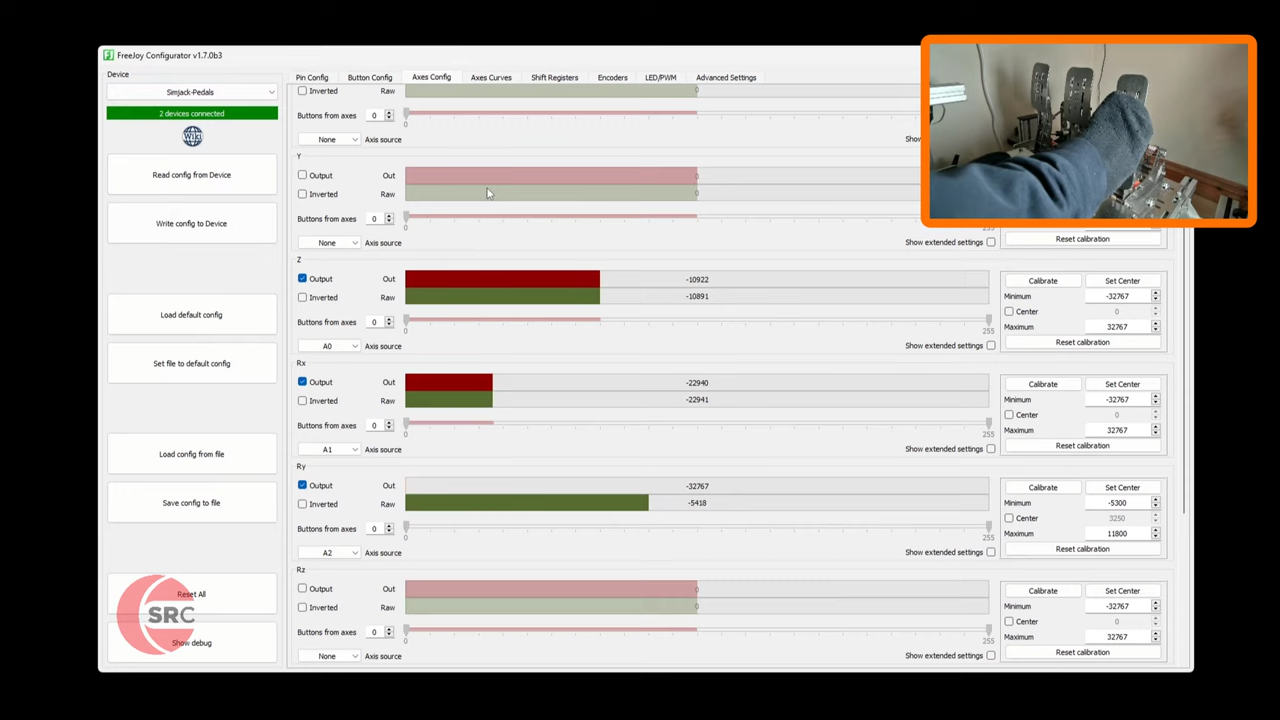 FreeJoy Configurator v1.7.0b3
Device
Simjack-Pedals
2 devices connected
Wiki
Read config from Device
Write config to Device
Load default config
Set file to default config
Load config from file
Save config to file
Reset All
SRC
Show debug
Pin Config Button Config Axes Config Axes Curves Shift Registers Encoders LED/PWM Advanced Settings
Inverted Raw 0
Buttons from axes 0 0
None Axis source Show
Y
Output Out 0
Inverted Raw 0
Buttons from axes 0 0
None Axis source Show extended settings Reset calibration
Z
Output Out -10922 Calibrate Set Center
Inverted Raw -10891 Minimum -32767
Center 0
Buttons from axes 0 0 255 Maximum 32767
A0 Axis source Show extended settings Reset calibration
Rx
Output Out -22940 Calibrate Set Center
Inverted Raw -22941 Minimum -32767
Center 0
Buttons from axes 0 0 255 Maximum 32767
A1 Axis source Show extended settings Reset calibration
Ry
Output Out -32767 Calibrate Set Center
Inverted Raw -5418 Minimum -5300
Center 3250
Buttons from axes 0 0 255 Maximum 11800
A2 Axis source Show extended settings Reset calibration
Rz
Output Out 0 Calibrate Set Center
Inverted Raw 0 Minimum -32767
Center 0
Buttons from axes 0 0 255 Maximum 32767
None Axis source Show extended settings Reset calibration